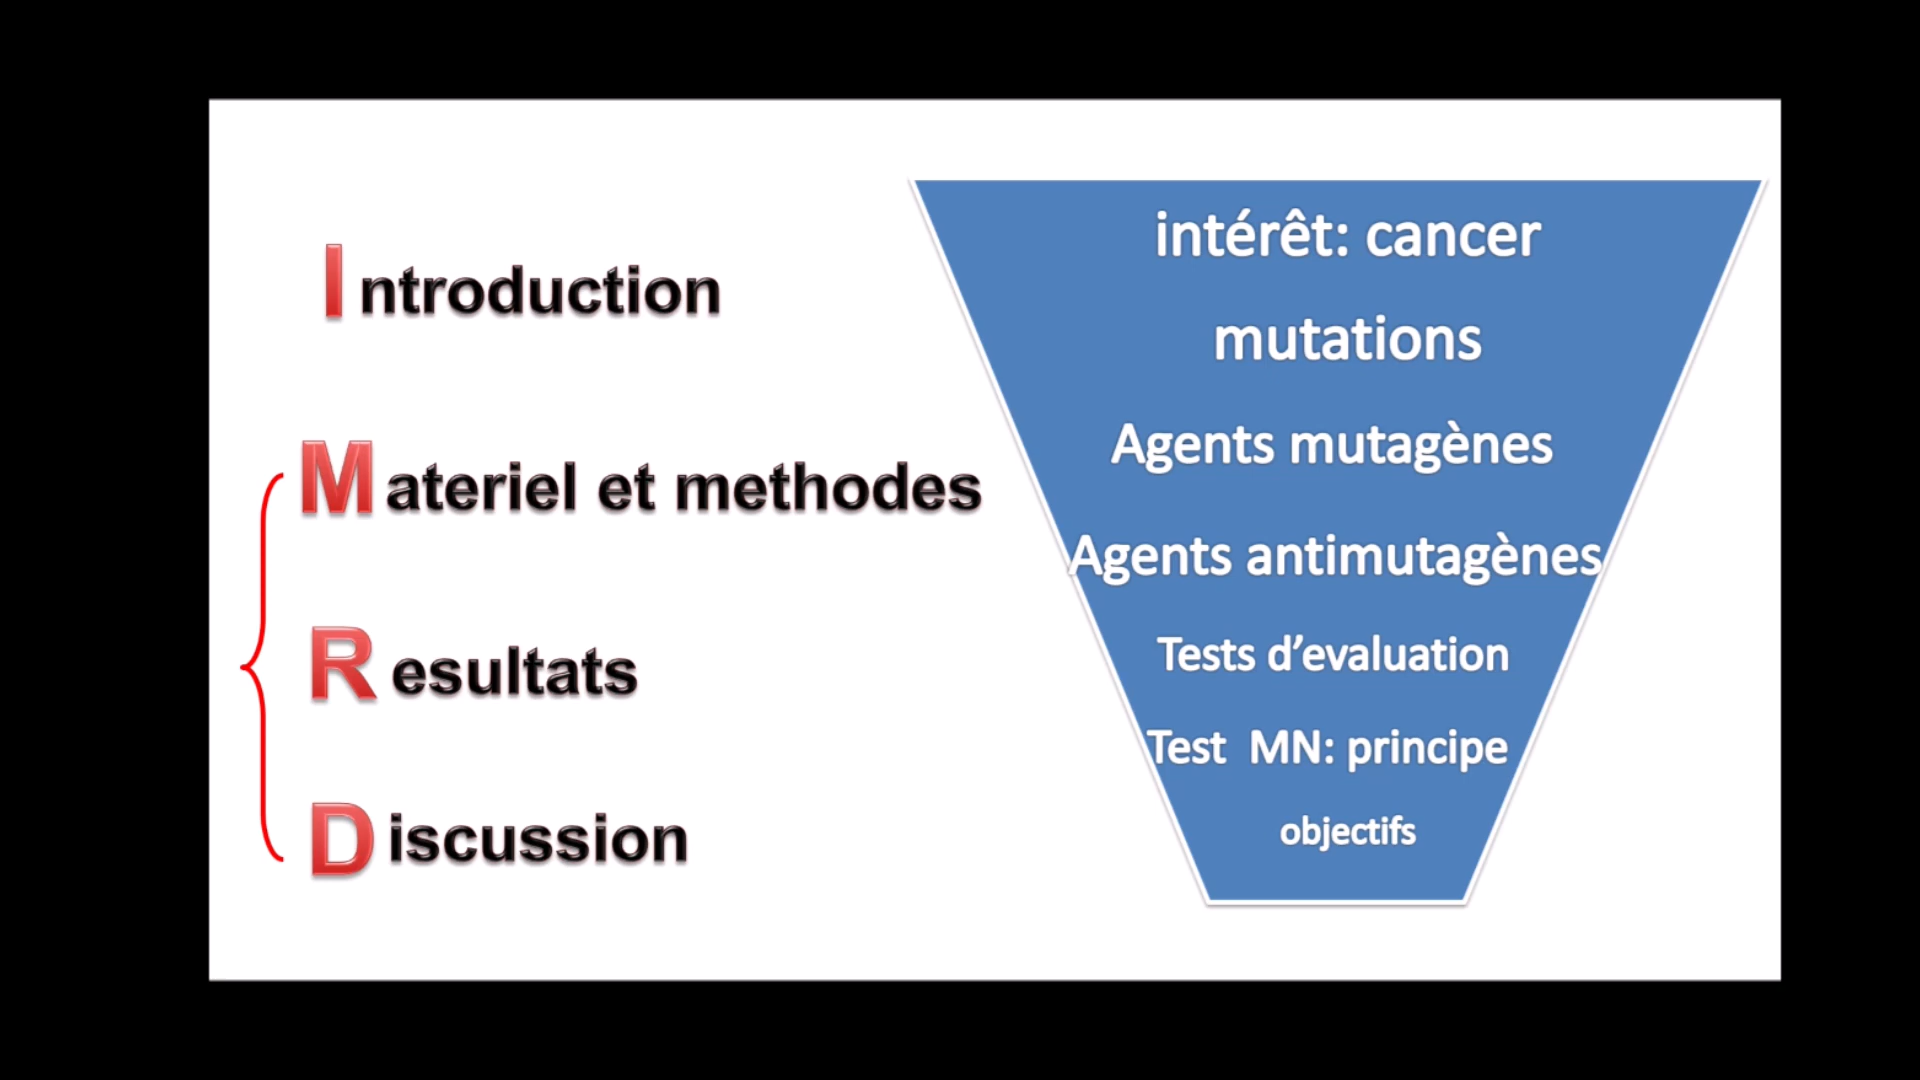 Introduction
Materiel et methodes
Resultats
Discussion
intérêt: cancer
mutations
Agents mutagènes
Agents antimutagènes
Tests d’evaluation
Test MN: principe
objectifs